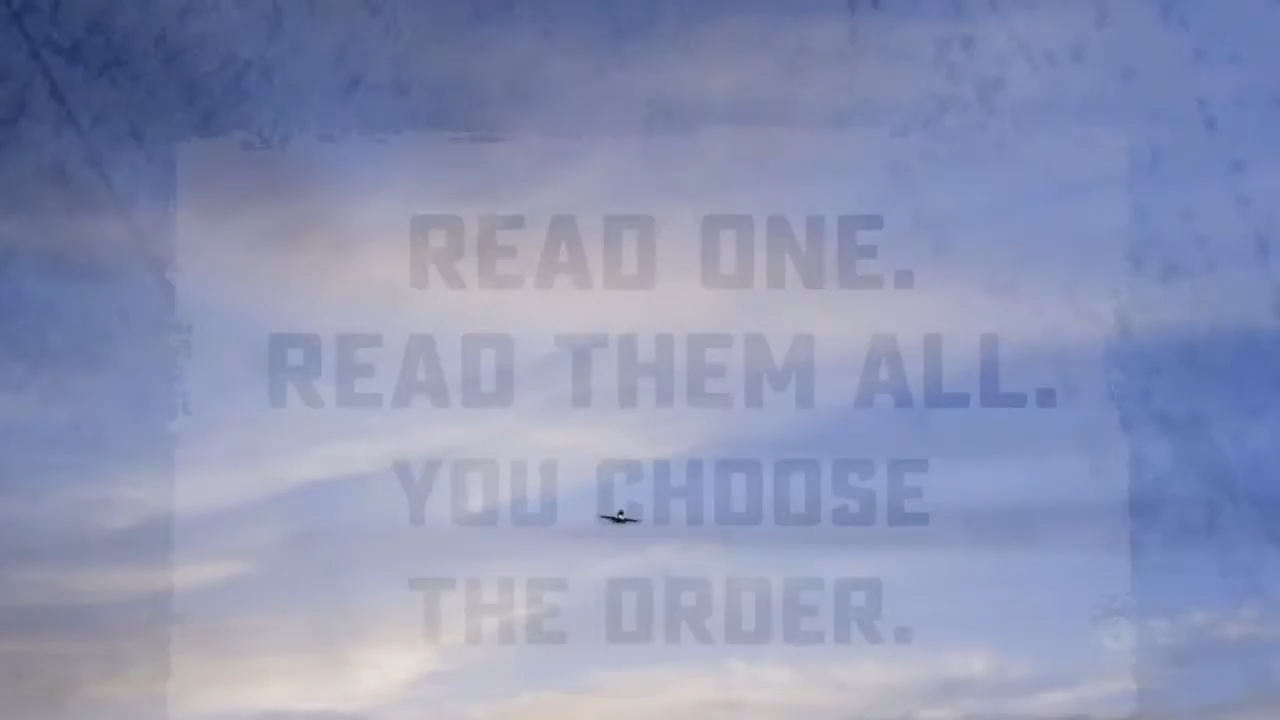 READ ONE.
READ THEM ALL.
YOU CHOOSE
THE ORDER.